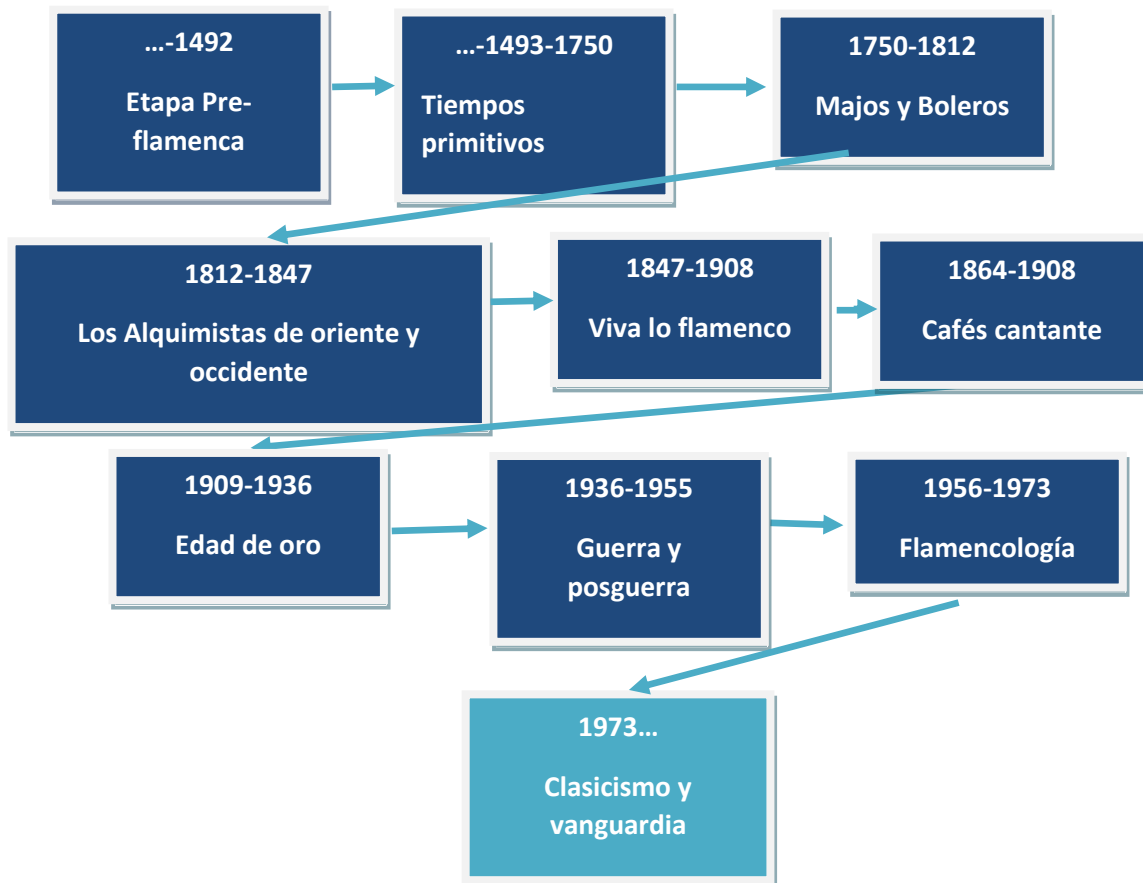 …-1492
Etapa Pre-
flamenca
…-1493-1750
Tiempos
primitivos
1750-1812
Majos y Boleros
1812-1847
Los Alquimistas de oriente y
occidente
1847-1908
Viva lo flamenco
1864-1908
Cafés cantante
1909-1936
Edad de oro
1936-1955
Guerra y
posguerra
1956-1973
Flamencología
1973…
Clasicismo y
vanguardia